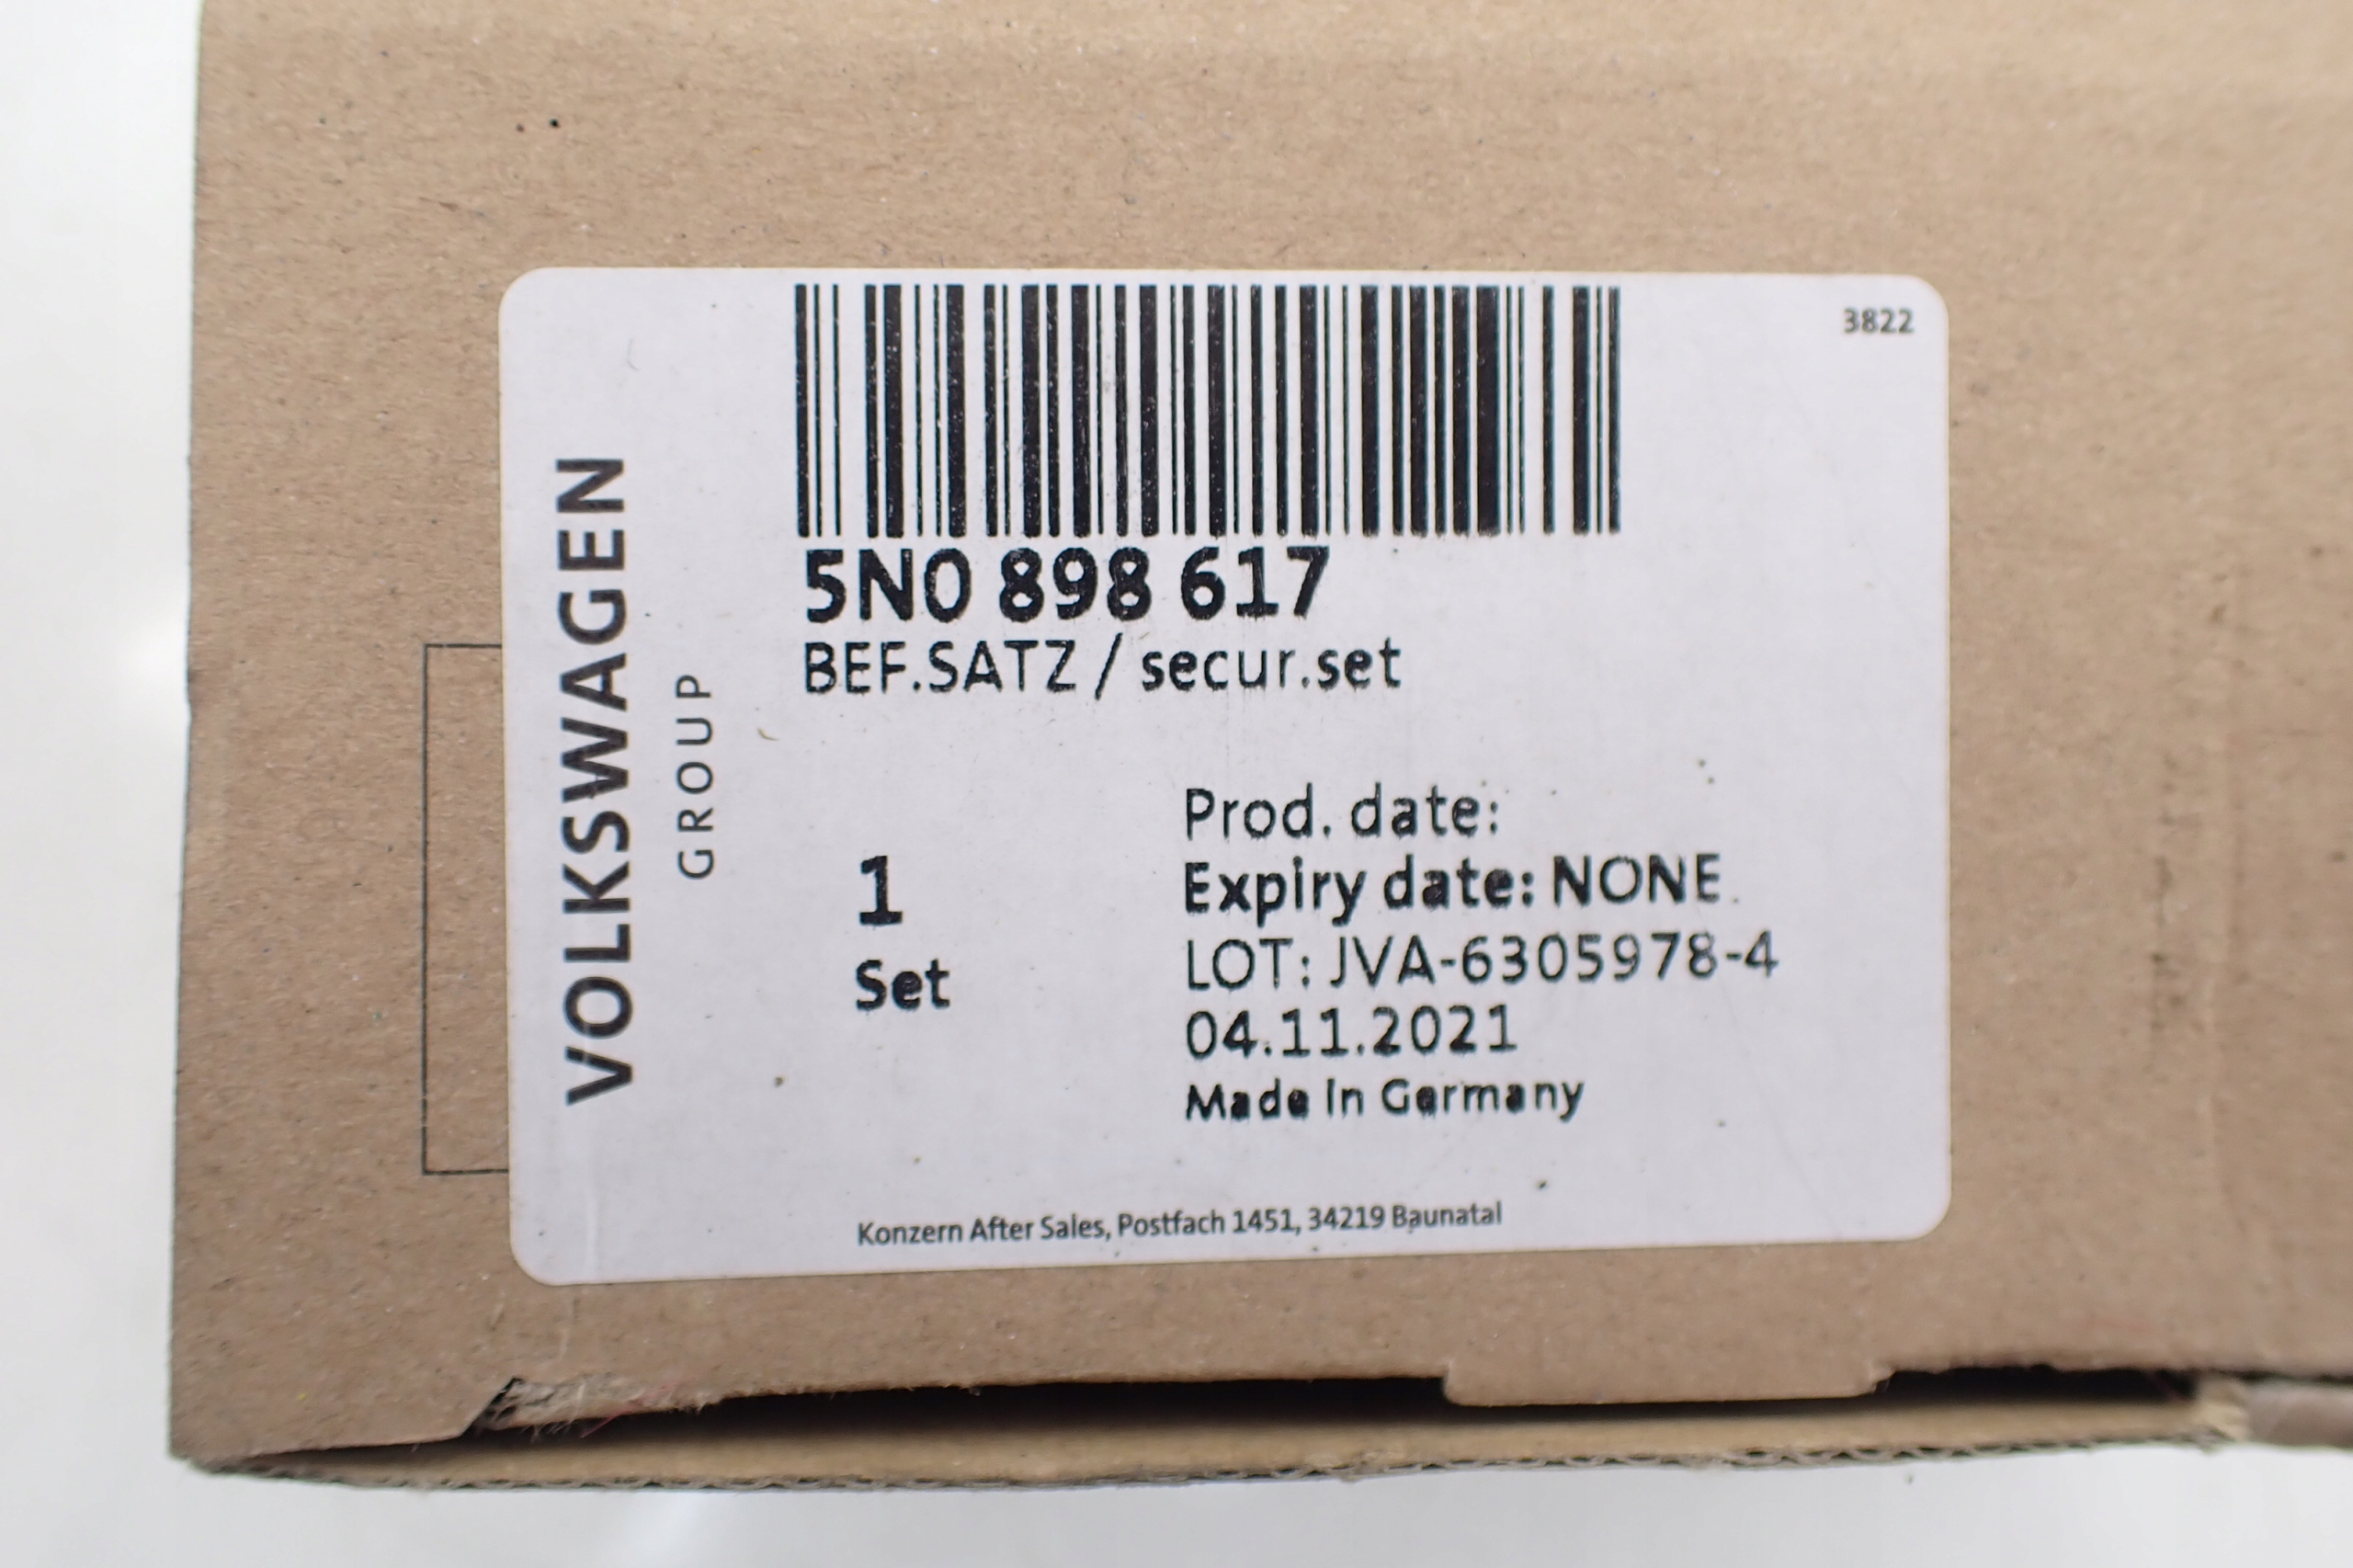 3822
VOLKSWAGEN
GROUP
5N0 898 617
BEF.SATZ / secur.set
1
Set
Prod. date:
Expiry date: NONE
LOT: JVA-6305978-4
04.11.2021
Made in Germany
Konzern After Sales, Postfach 1451, 34219 Baunatal